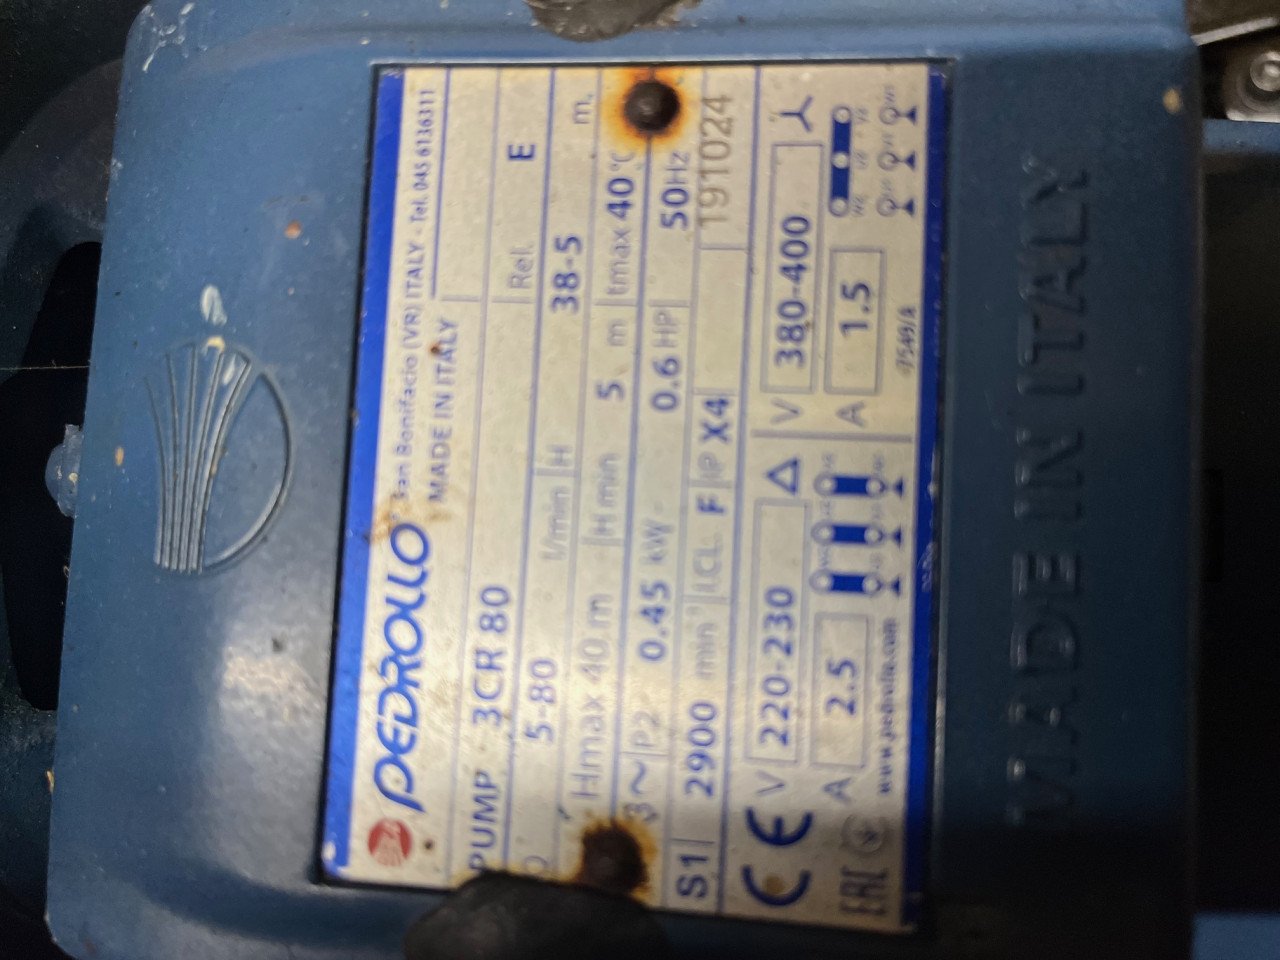 PEDROLLO San Bonifacio (VR) ITALY - Tel. 045 6136311
MADE IN ITALY
PUMP 3CR 80 Rel. E
5-80 l/min H 38-5 m.
Hmax 40 m H min 5 m tmax 40°C
3~ P2 0.45 kW - 0.6 HP 50Hz
S1 2900 min⁻¹ I.CL. F IP X4 191024
CE V 220-230 Δ V 380-400
A 2.5 A 1.5
EAC www.pedrollo.com 7549/A
MADE IN ITALY